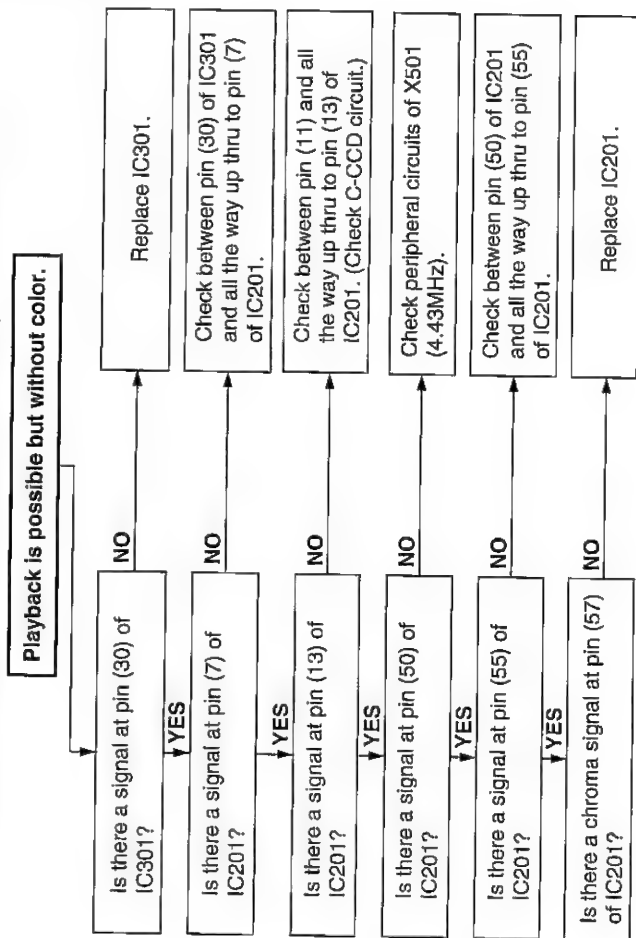 Playback is possible but without color.
Is there a signal at pin (30) of
IC301?
NO
Replace IC301.
YES
Is there a signal at pin (7) of
IC201?
NO
Check between pin (30) of IC301
and all the way up thru to pin (7)
of IC201.
YES
Is there a signal at pin (13) of
IC201?
NO
Check between pin (11) and all
the way up thru to pin (13) of
IC201. (Check C-CCD circuit.)
YES
Is there a signal at pin (50) of
IC201?
NO
Check peripheral circuits of X501
(4.43MHz).
YES
Is there a signal at pin (55) of
IC201?
NO
Check between pin (50) of IC201
and all the way up thru to pin (55)
of IC201.
YES
Is there a chroma signal at pin (57)
of IC201?
NO
Replace IC201.